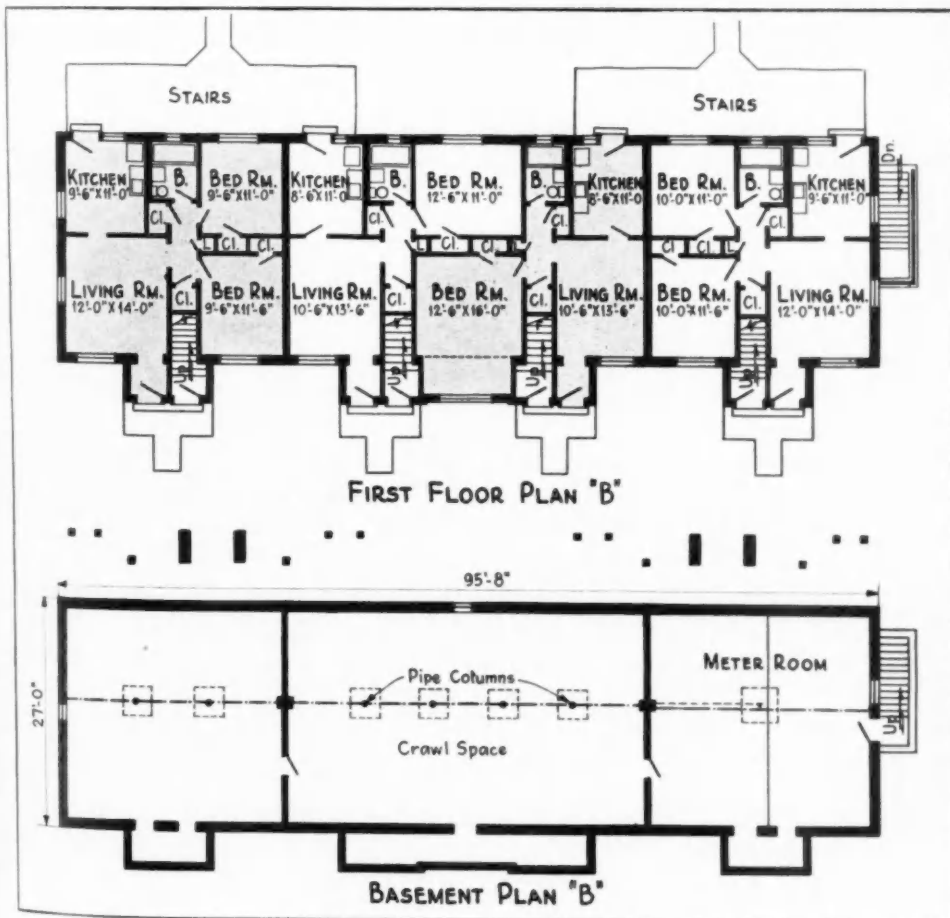 STAIRS
STAIRS
KITCHEN
9'-6"X11'-0"
B.
BED RM.
9'-6"X11'-0"
KITCHEN
8'-6"X11'-0
B.
BED RM.
12'-6"X11'-0"
B.
KITCHEN
8'-6"X11'-0
BED RM.
10'-0"X11'-0"
B.
KITCHEN
9'-6"X11'-0"
Dn.
Cl.
Cl.
Cl.
Cl.
Cl.
L
Cl.
Cl.
L
Cl.
Cl.
L
Cl.
Cl.
L
LIVING RM.
12'-0"X14'-0"
Cl.
BED RM.
9'-6"X11'-6"
LIVING RM.
10'-6"X13'-6"
Cl.
BED RM.
12'-6"X16'-0"
Cl.
LIVING RM.
10'-6"X13'-6"
BED RM.
10'-0"X11'-6"
Cl.
LIVING RM.
12'-0"X14'-0"
Up
Up
Up
Up
FIRST FLOOR PLAN "B"
95'-8"
27'-0"
METER ROOM
Pipe Columns
Crawl Space
Up
BASEMENT PLAN "B"